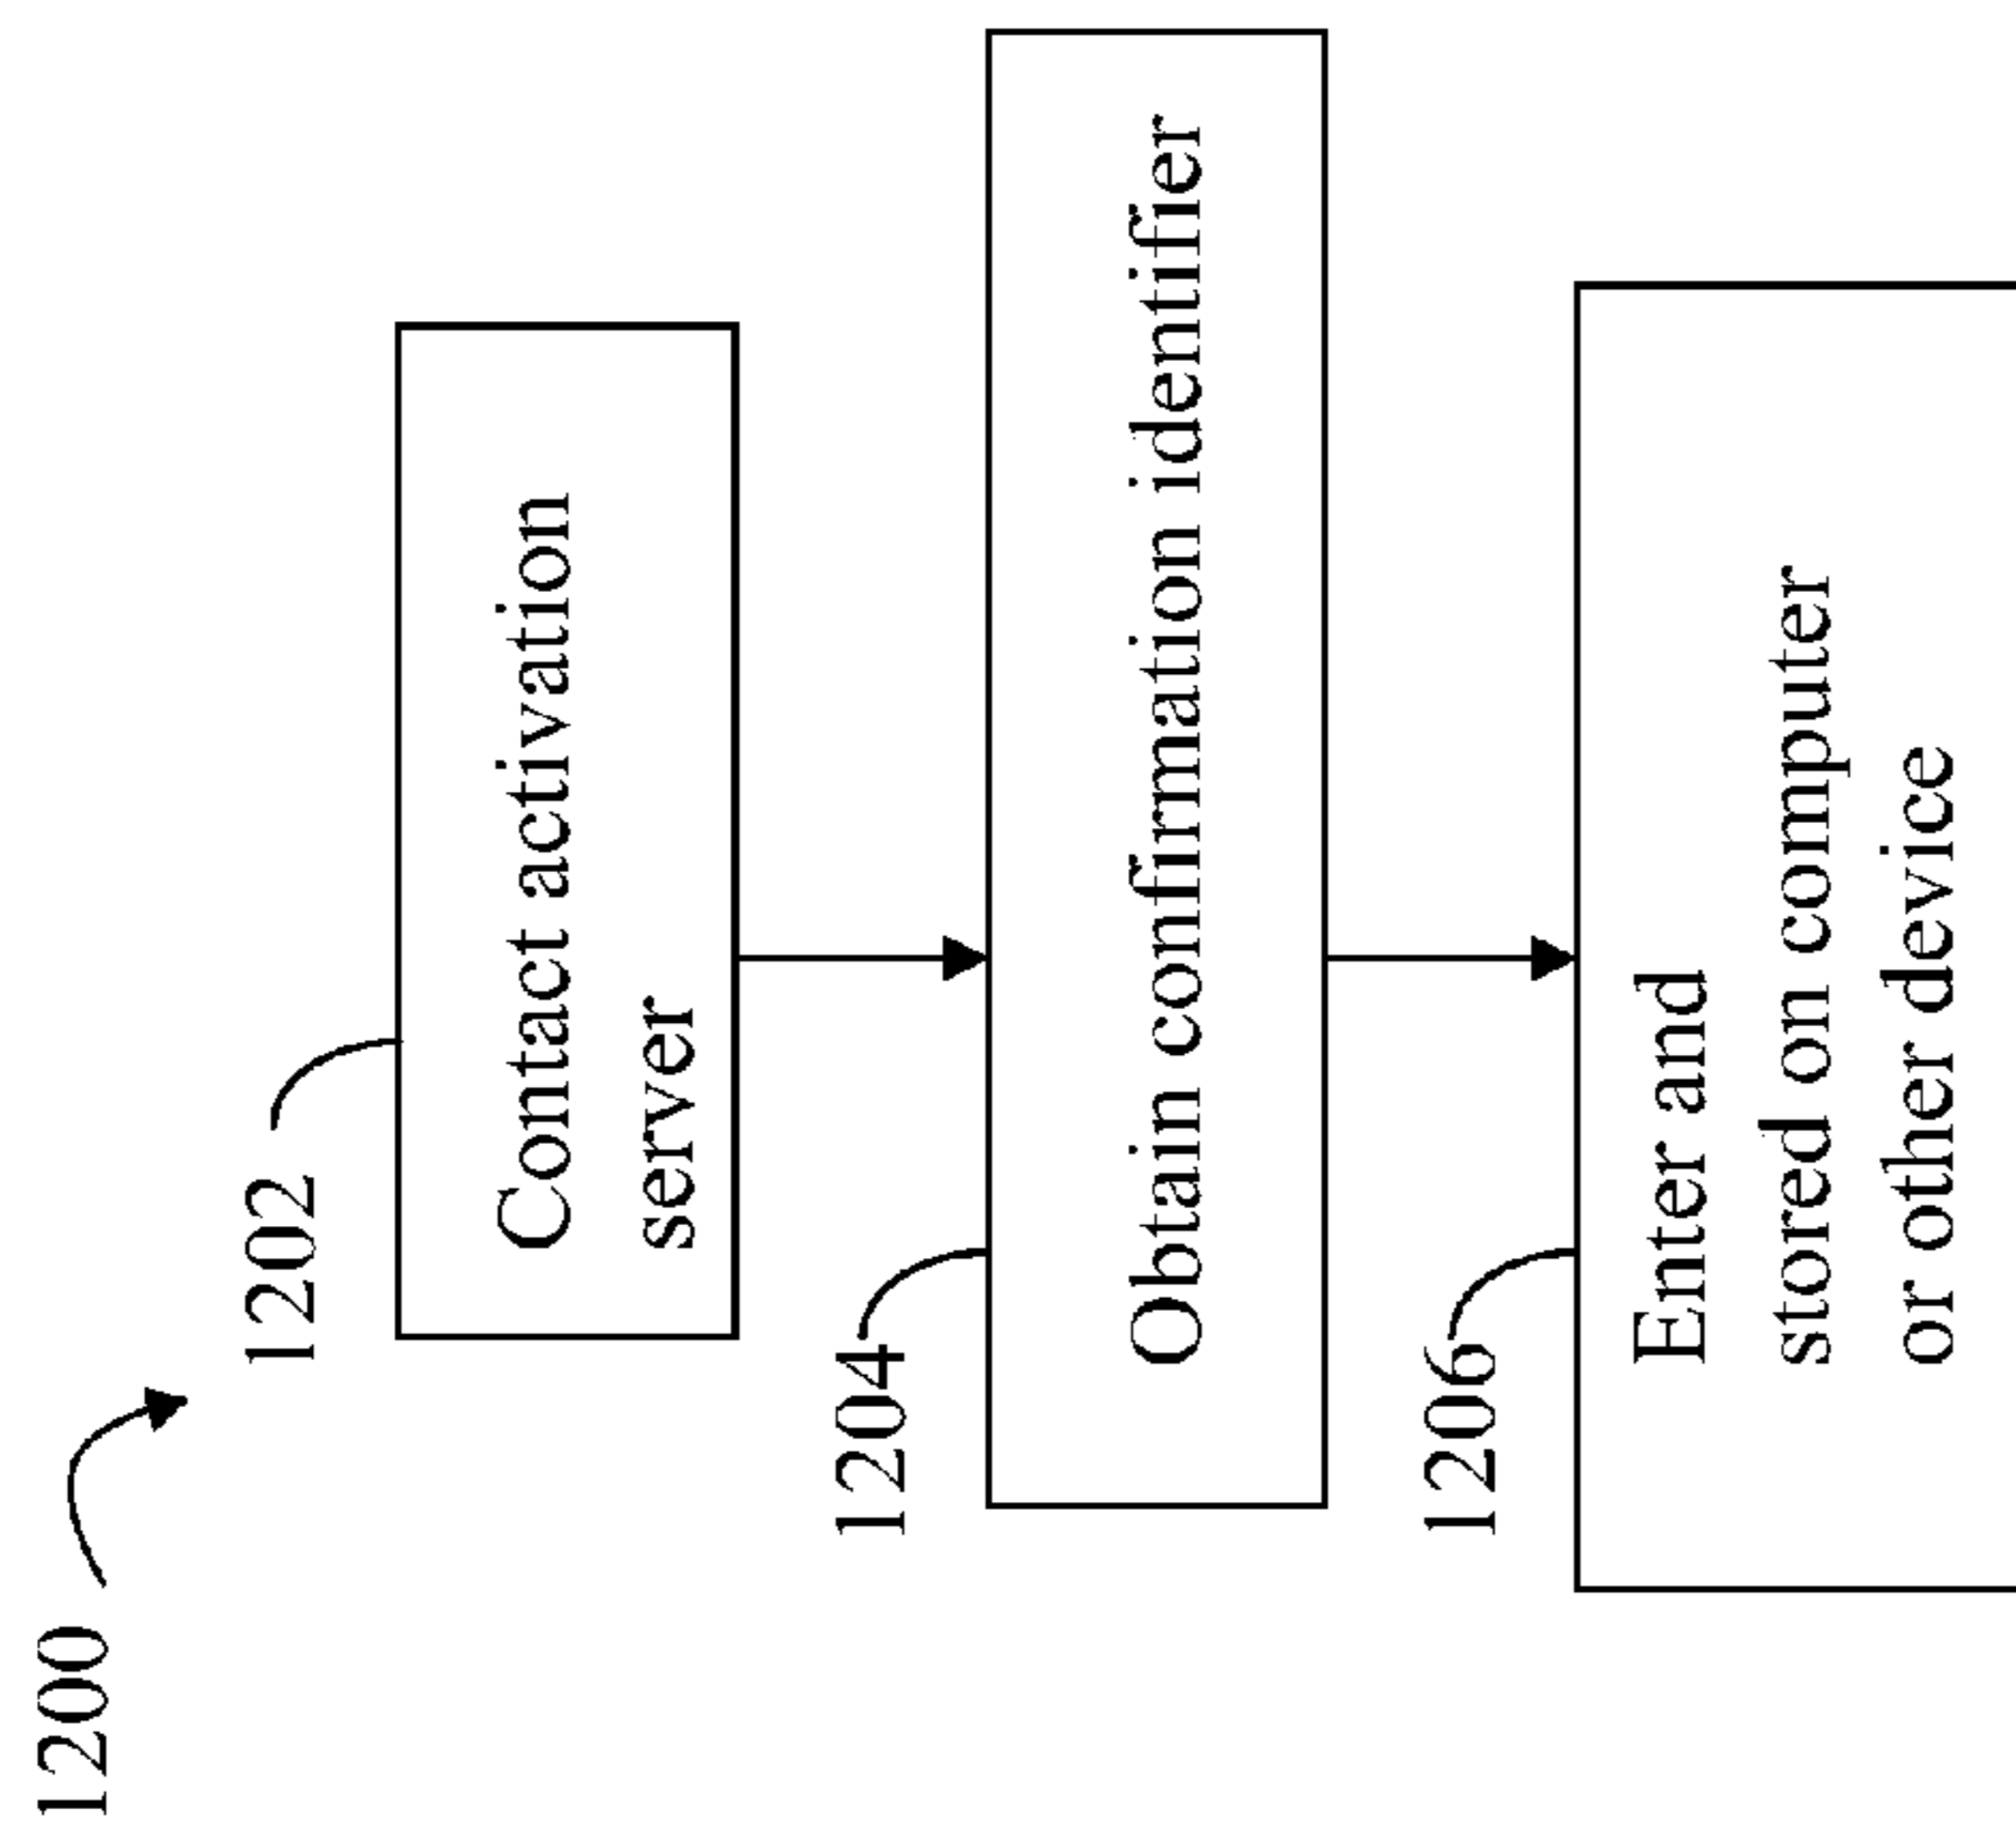 1200
1202
Contact activation
server
1204
Obtain confirmation identifier
1206
Enter and
stored on computer
or other device